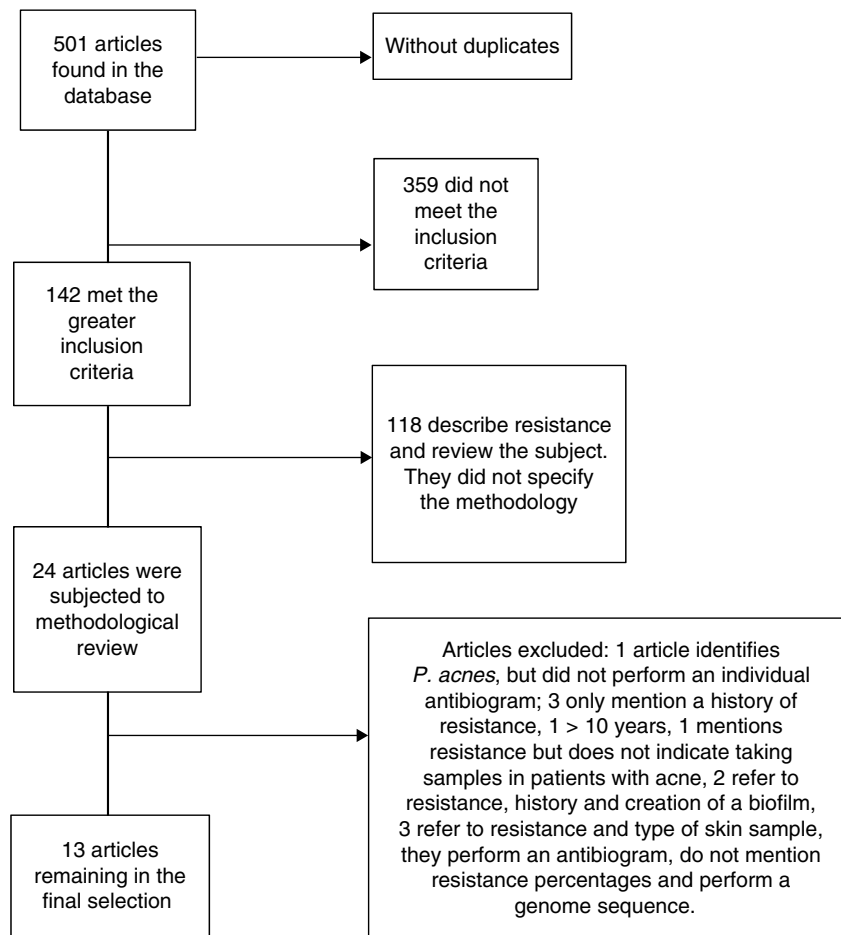 501 articles
found in the
database
Without duplicates
359 did not
meet the
inclusion
criteria
142 met the
greater
inclusion
criteria
118 describe resistance
and review the subject.
They did not specify
the methodology
24 articles were
subjected to
methodological
review
Articles excluded: 1 article identifies
P. acnes, but did not perform an individual
antibiogram; 3 only mention a history of
resistance, 1 > 10 years, 1 mentions
resistance but does not indicate taking
samples in patients with acne, 2 refer to
resistance, history and creation of a biofilm,
3 refer to resistance and type of skin sample,
they perform an antibiogram, do not mention
resistance percentages and perform a
genome sequence.
13 articles
remaining in the
final selection